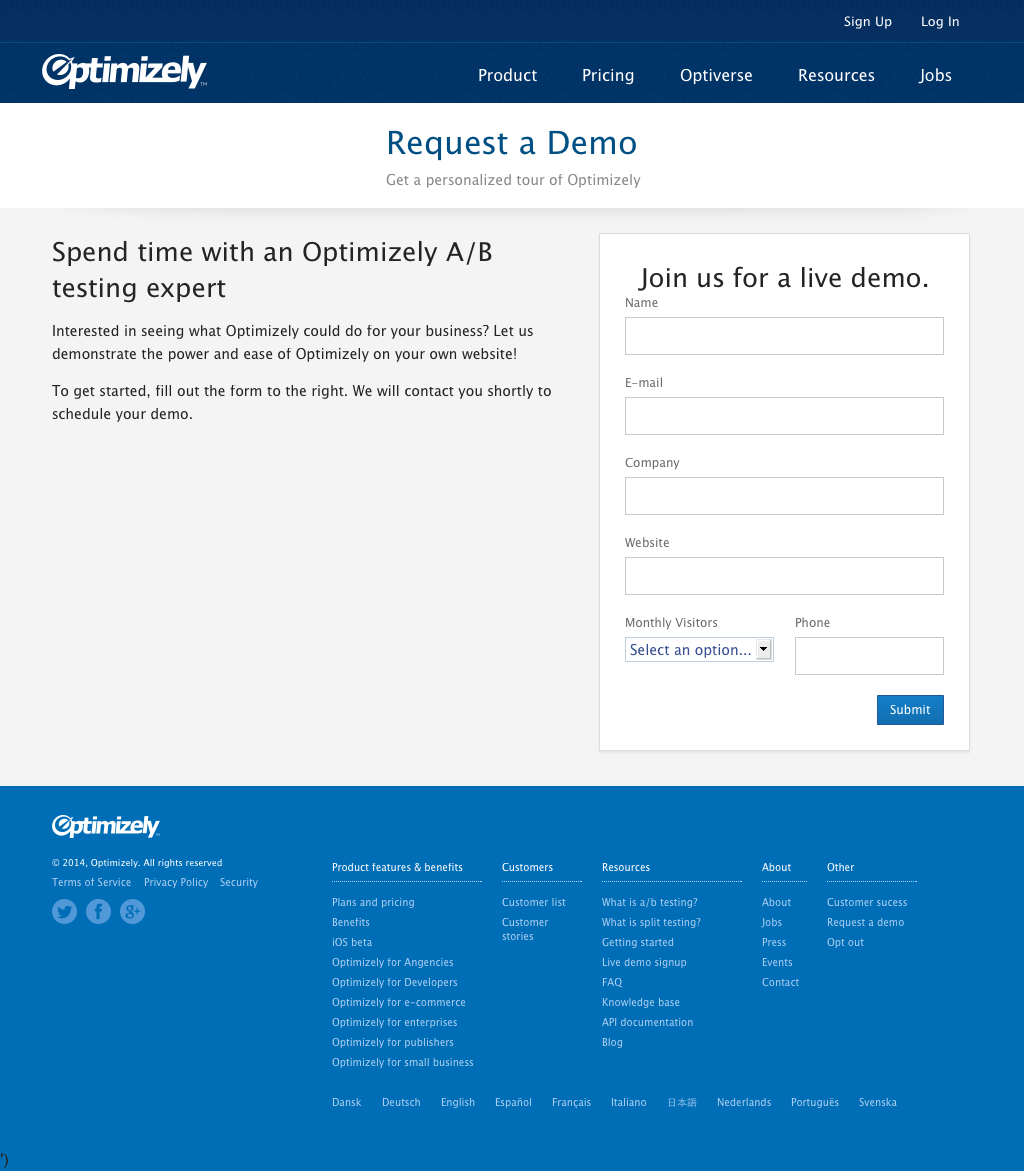 Sign Up Log In
Optimizely™
Product Pricing Optiverse Resources Jobs
Request a Demo
Get a personalized tour of Optimizely
Spend time with an Optimizely A/B
testing expert
Interested in seeing what Optimizely could do for your business? Let us
demonstrate the power and ease of Optimizely on your own website!
To get started, fill out the form to the right. We will contact you shortly to
schedule your demo.
Join us for a live demo.
Name
E-mail
Company
Website
Monthly Visitors Phone
Select an option...
Submit
Optimizely
© 2014, Optimizely. All rights reserved
Terms of Service Privacy Policy Security
Product features & benefits
Plans and pricing
Benefits
iOS beta
Optimizely for Angencies
Optimizely for Developers
Optimizely for e-commerce
Optimizely for enterprises
Optimizely for publishers
Optimizely for small business
Customers
Customer list
Customer
stories
Resources
What is a/b testing?
What is split testing?
Getting started
Live demo signup
FAQ
Knowledge base
API documentation
Blog
About
About
Jobs
Press
Events
Contact
Other
Customer sucess
Request a demo
Opt out
Dansk Deutsch English Español Français Italiano 日本語 Nederlands Português Svenska
')